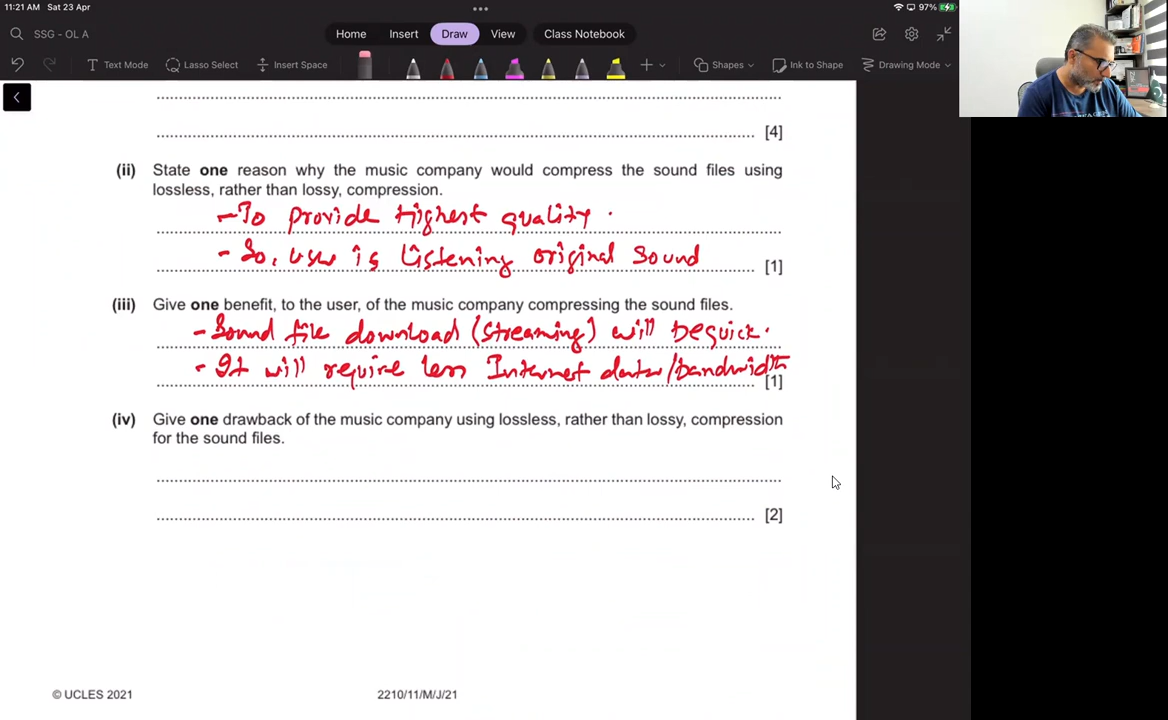 11:21 AM Sat 23 Apr
97%
SSG - OL A
Home Insert Draw View Class Notebook
Text Mode Lasso Select Insert Space Shapes Ink to Shape Drawing Mode
[4]
(ii) State one reason why the music company would compress the sound files using
lossless, rather than lossy, compression.
- To provide highest quality.
- So, user is listening original sound
[1]
(iii) Give one benefit, to the user, of the music company compressing the sound files.
- Sound file download (streaming) will be quick.
- It will require less Internet data/bandwidth
[1]
(iv) Give one drawback of the music company using lossless, rather than lossy, compression
for the sound files.
[2]
© UCLES 2021 2210/11/M/J/21